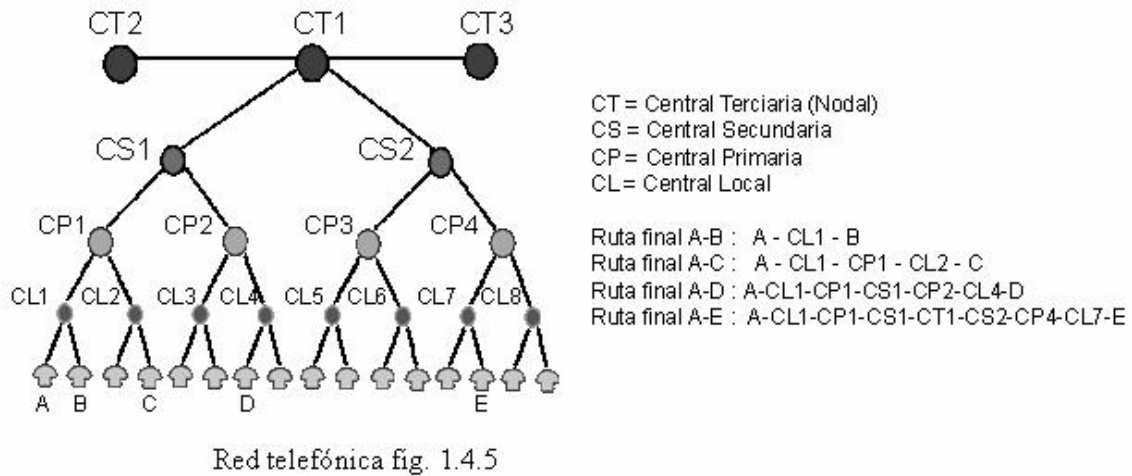 CT2 CT1 CT3
CS1 CS2
CP1 CP2 CP3 CP4
CL1 CL2 CL3 CL4 CL5 CL6 CL7 CL8
A B C D E
CT = Central Terciaria (Nodal)
CS = Central Secundaria
CP = Central Primaria
CL = Central Local
Ruta final A-B : A - CL1 - B
Ruta final A-C : A - CL1 - CP1 - CL2 - C
Ruta final A-D : A-CL1-CP1-CS1-CP2-CL4-D
Ruta final A-E : A-CL1-CP1-CS1-CT1-CS2-CP4-CL7-E
Red telefónica fig. 1.4.5